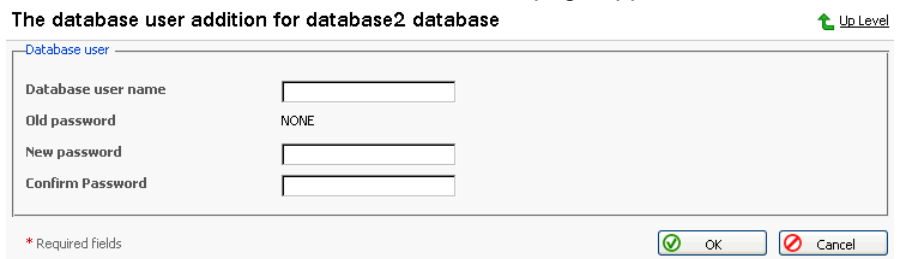 The database user addition for database2 database
Up Level
Database user
Database user name
Old password NONE
New password
Confirm Password
* Required fields
OK
Cancel